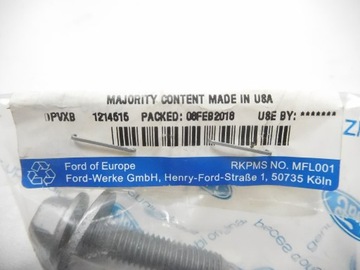 MAJORITY CONTENT MADE IN USA
DPVXB 1214515 PACKED: 06FEB2018 USE BY: *******
Ford of Europe RKPMS NO. MFL001
Ford-Werke GmbH, Henry-Ford-Straße 1, 50735 Köln